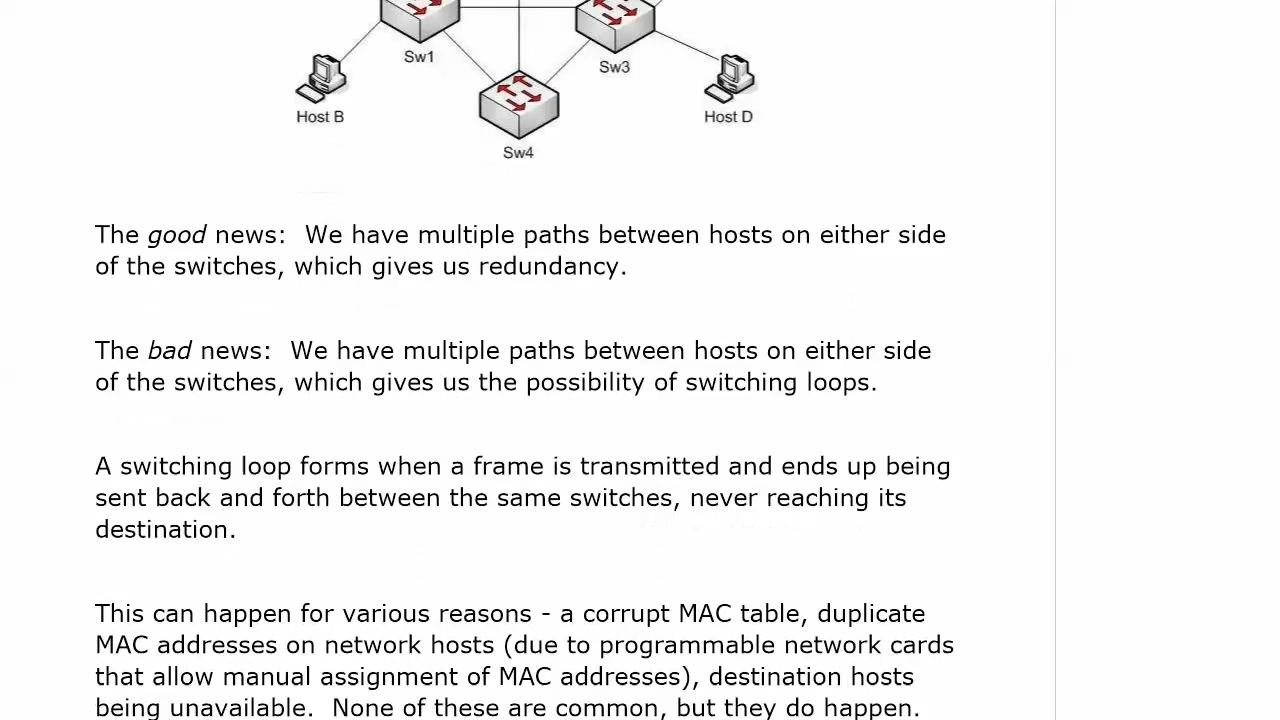 Sw1
Sw3
Host B
Host D
Sw4
The good news:  We have multiple paths between hosts on either side
of the switches, which gives us redundancy.
The bad news:  We have multiple paths between hosts on either side
of the switches, which gives us the possibility of switching loops.
A switching loop forms when a frame is transmitted and ends up being
sent back and forth between the same switches, never reaching its
destination.
This can happen for various reasons - a corrupt MAC table, duplicate
MAC addresses on network hosts (due to programmable network cards
that allow manual assignment of MAC addresses), destination hosts
being unavailable.  None of these are common, but they do happen.